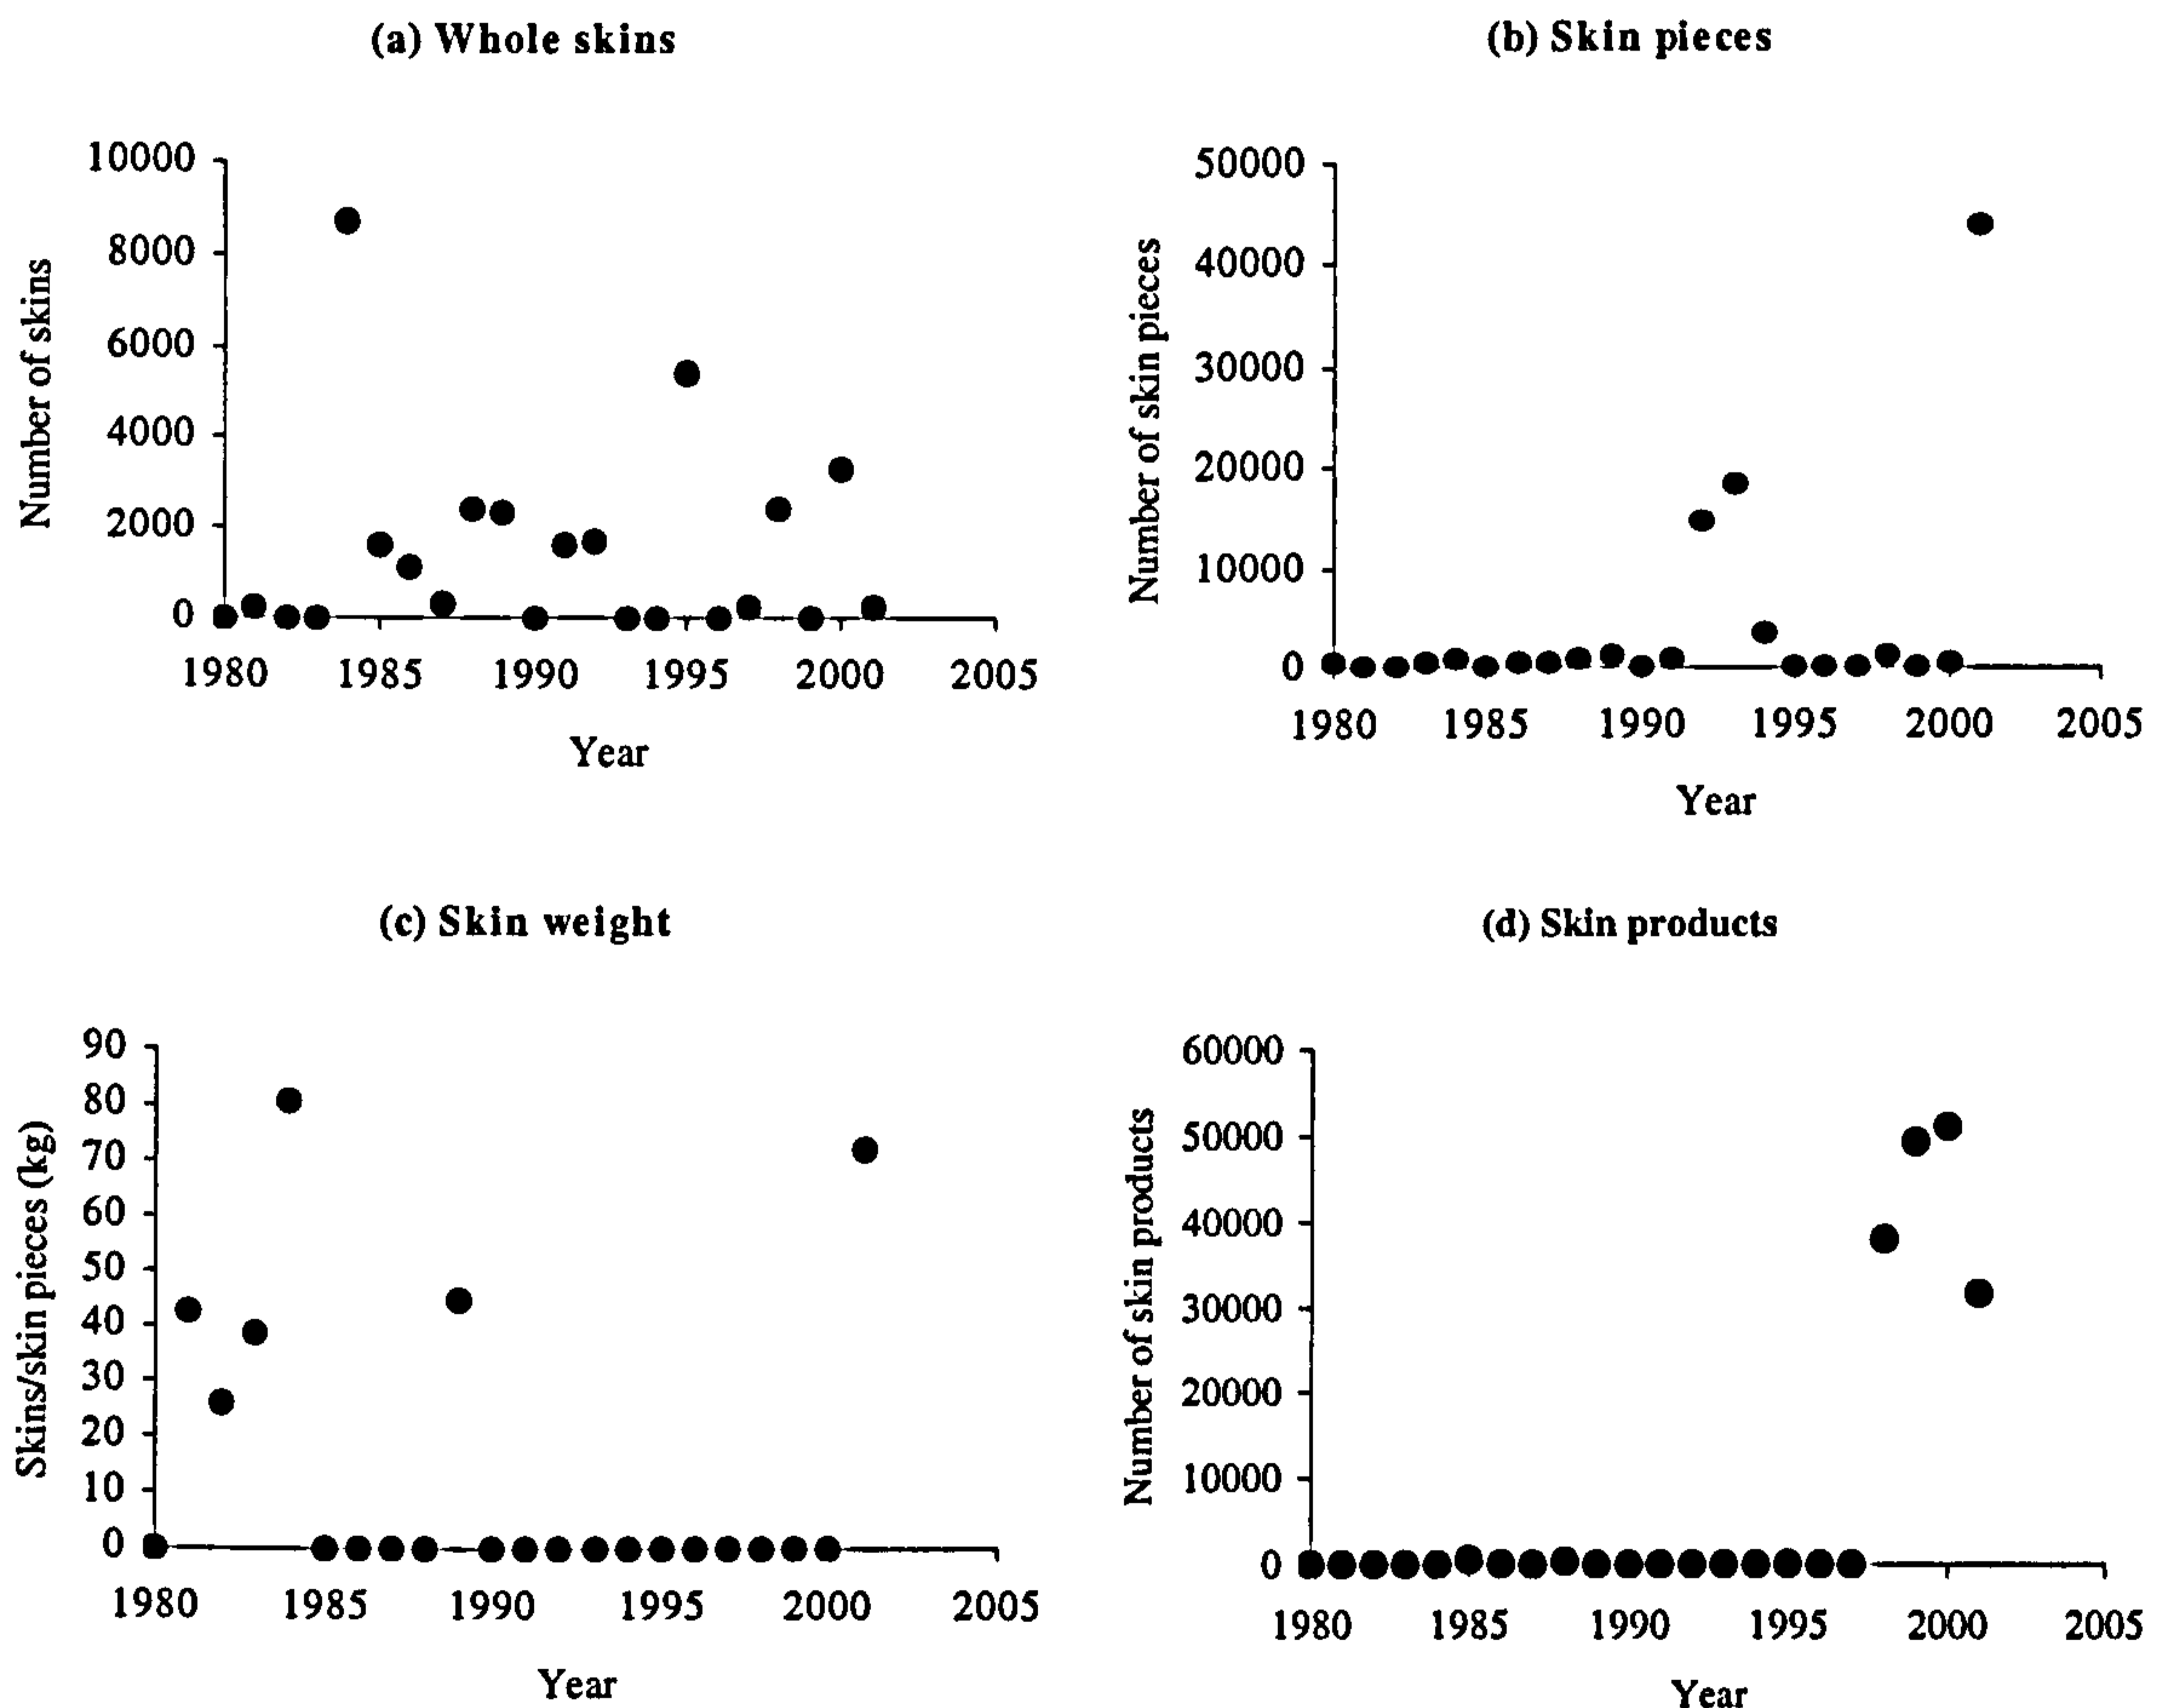 (a) Whole skins
10000
8000
6000
4000
2000
0
Number of skins
1980 1985 1990 1995 2000 2005
Year
(b) Skin pieces
50000
40000
30000
20000
10000
0
Number of skin pieces
1980 1985 1990 1995 2000 2005
Year
(c) Skin weight
90
80
70
60
50
40
30
20
10
0
Skins/skin pieces (kg)
1980 1985 1990 1995 2000 2005
Year
(d) Skin products
60000
50000
40000
30000
20000
10000
0
Number of skin products
1980 1985 1990 1995 2000 2005
Year